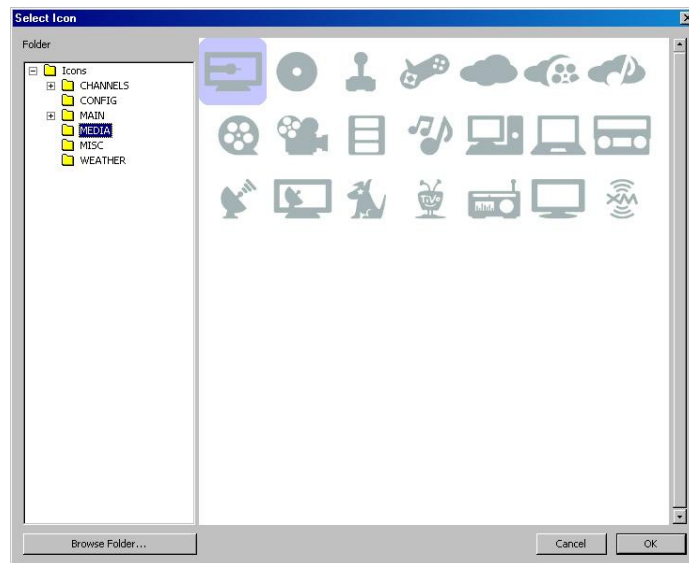 Select Icon
Folder
Icons
CHANNELS
CONFIG
MAIN
MEDIA
MISC
WEATHER
TiVo
XM
Browse Folder...
Cancel
OK